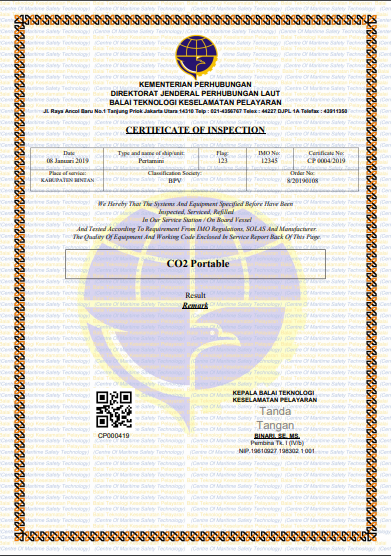 KEMENTERIAN PERHUBUNGAN
DIREKTORAT JENDERAL PERHUBUNGAN LAUT
BALAI TEKNOLOGI KESELAMATAN PELAYARAN
Jl. Raya Ancol Baru No.1 Tanjung Priok Jakarta Utara 14310 Telp : 021-4356767 Telex : 44227 DJPL 1A Telefax : 43911350
CERTIFICATE OF INSPECTION
Date Type and name of ship/unit: Flag: IMO No: Certificate No:
08 Januari 2019 Pertamini 123 12345 CP 0004/2019
Place of service: Classification Society: Order No:
KABUPATEN BINTAN BPV 8/20190108
We Hereby That The Systems And Equipment Specified Before Have Been
Inspected, Serviced, Refilled
In Our Service Station / On Board Vessel
And Tested According To Requirement From IMO Regulations, SOLAS And Manufacturer
The Quality Of Equipment And Working Code Enclosed In Service Report Back Of This Page.
CO2 Portable
Result
Remark
CP000419
KEPALA BALAI TEKNOLOGI
KESELAMATAN PELAYARAN
Tanda
Tangan
BINARI, SE, MS.
Pembina Tk. I (IV/b)
NIP.19610927 198302 1 001